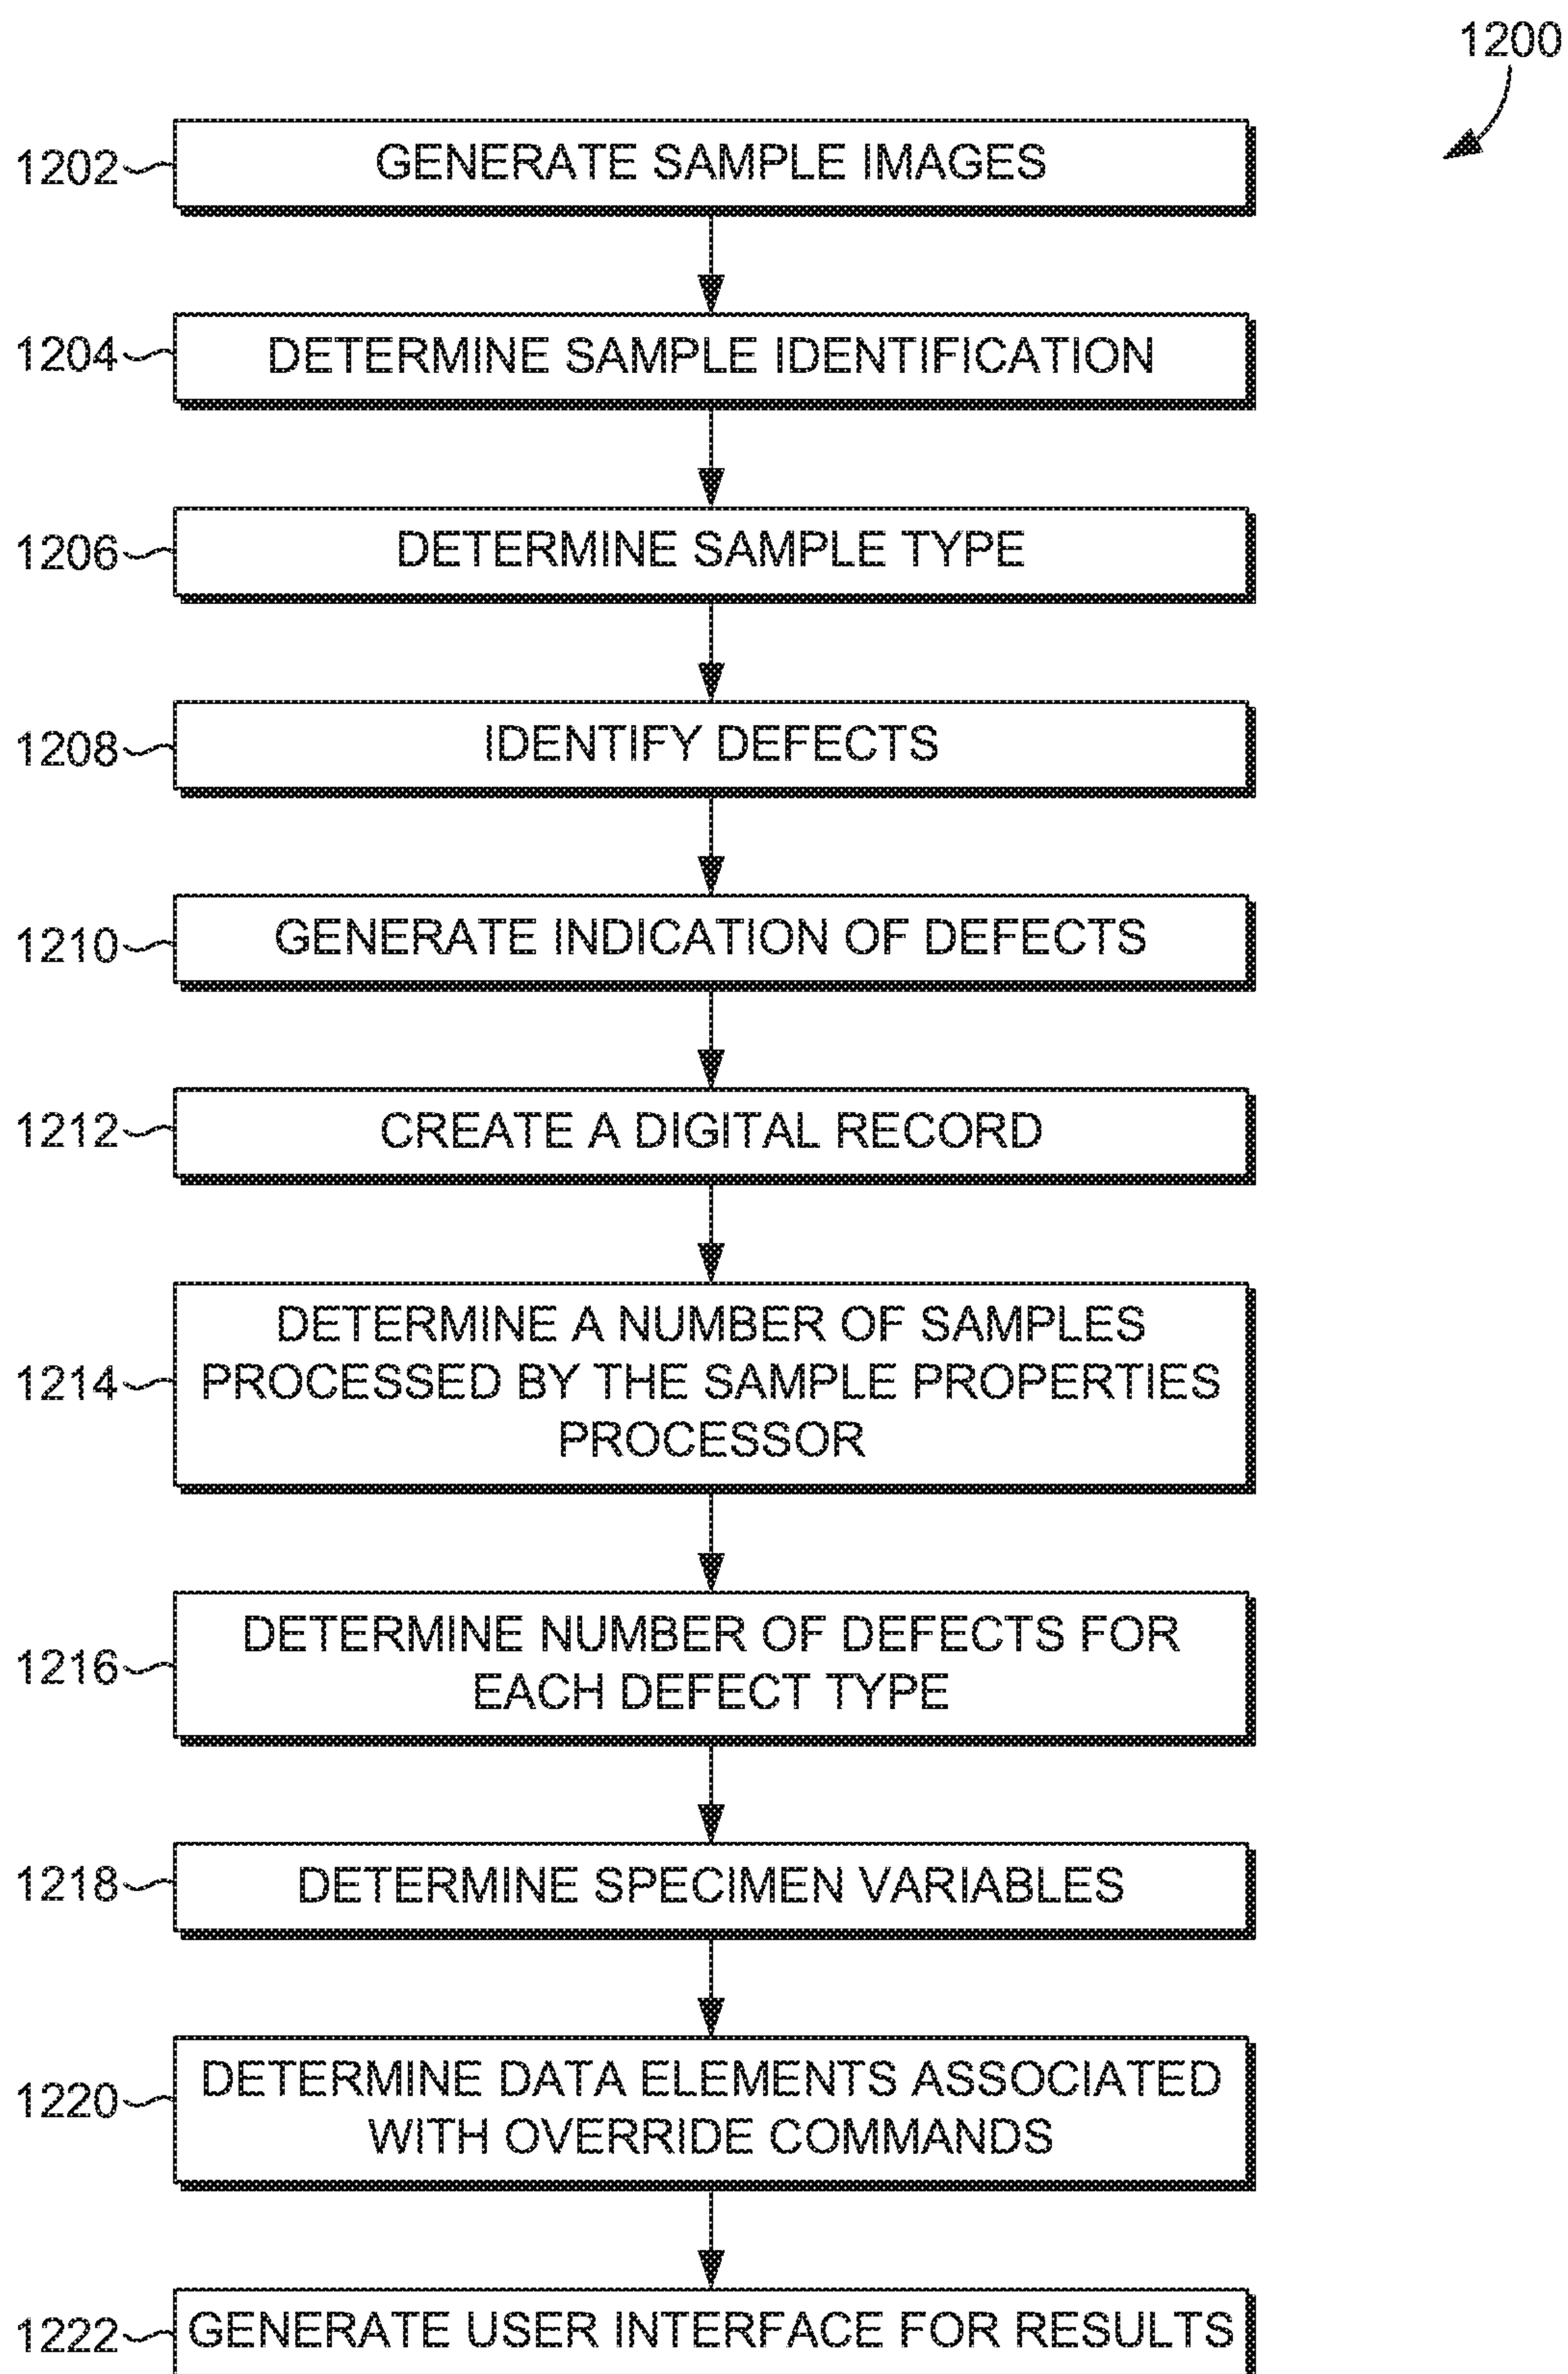 1200
1202 GENERATE SAMPLE IMAGES
1204 DETERMINE SAMPLE IDENTIFICATION
1206 DETERMINE SAMPLE TYPE
1208 IDENTIFY DEFECTS
1210 GENERATE INDICATION OF DEFECTS
1212 CREATE A DIGITAL RECORD
DETERMINE A NUMBER OF SAMPLES
1214 PROCESSED BY THE SAMPLE PROPERTIES
PROCESSOR
1216 DETERMINE NUMBER OF DEFECTS FOR
EACH DEFECT TYPE
1218 DETERMINE SPECIMEN VARIABLES
1220 DETERMINE DATA ELEMENTS ASSOCIATED
WITH OVERRIDE COMMANDS
1222 GENERATE USER INTERFACE FOR RESULTS